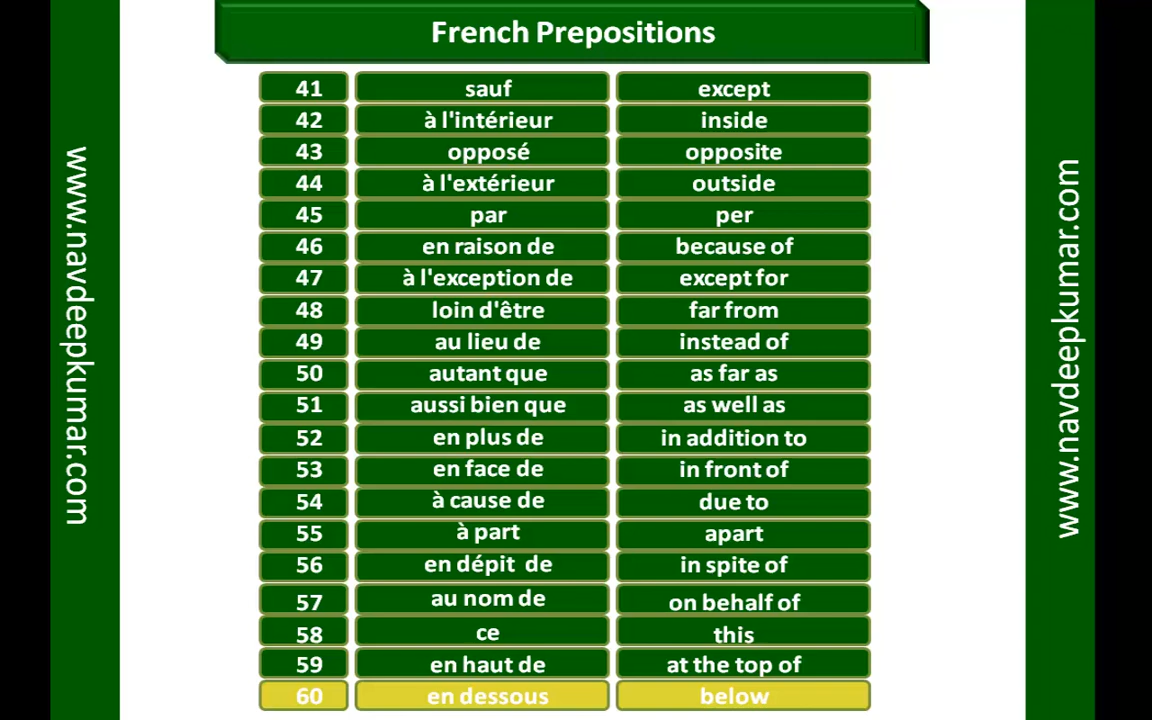 French Prepositions
41 sauf except
42 à l'intérieur inside
43 opposé opposite
44 à l'extérieur outside
45 par per
46 en raison de because of
47 à l'exception de except for
48 loin d'être far from
49 au lieu de instead of
50 autant que as far as
51 aussi bien que as well as
52 en plus de in addition to
53 en face de in front of
54 à cause de due to
55 à part apart
56 en dépit de in spite of
57 au nom de on behalf of
58 ce this
59 en haut de at the top of
60 en dessous below
www.navdeepkumar.com
www.navdeepkumar.com